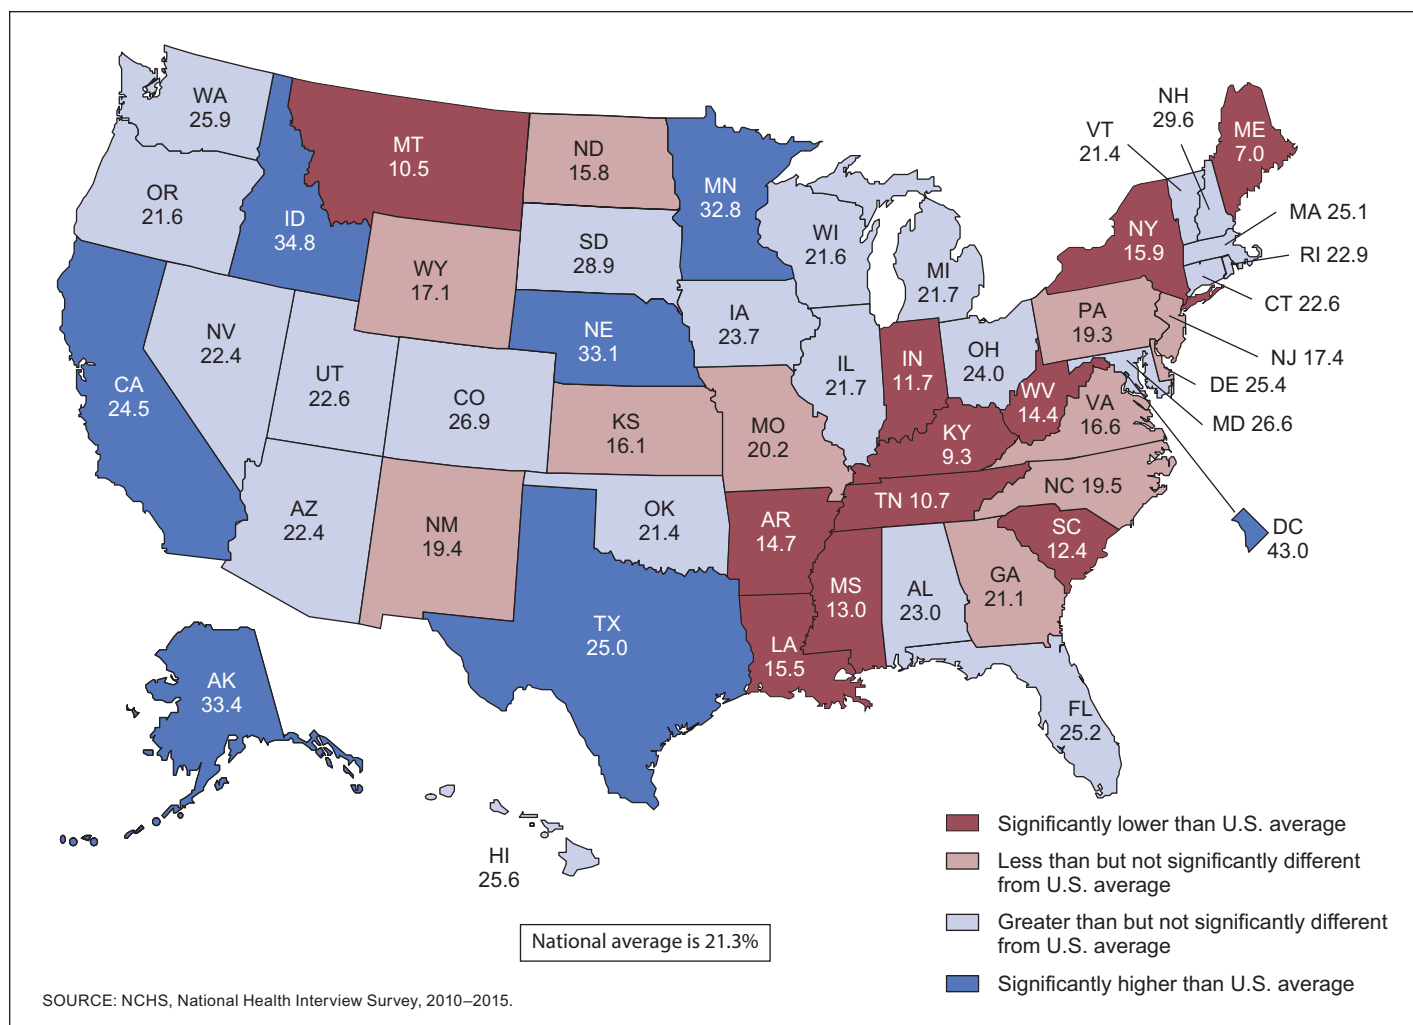 WA
25.9
OR
21.6
ID
34.8
MT
10.5
ND
15.8
MN
32.8
SD
28.9
WY
17.1
NE
33.1
IA
23.7
WI
21.6
MI
21.7
NV
22.4
UT
22.6
CO
26.9
CA
24.5
KS
16.1
MO
20.2
IL
21.7
IN
11.7
OH
24.0
KY
9.3
WV
14.4
VA
16.6
PA
19.3
NY
15.9
VT
21.4
NH
29.6
ME
7.0
MA 25.1
RI 22.9
CT 22.6
NJ 17.4
DE 25.4
MD 26.6
DC
43.0
NC 19.5
SC
12.4
TN 10.7
AZ
22.4
NM
19.4
OK
21.4
AR
14.7
MS
13.0
AL
23.0
GA
21.1
TX
25.0
LA
15.5
FL
25.2
AK
33.4
HI
25.6
Significantly lower than U.S. average
Less than but not significantly different
from U.S. average
Greater than but not significantly different
from U.S. average
Significantly higher than U.S. average
National average is 21.3%
SOURCE: NCHS, National Health Interview Survey, 2010–2015.